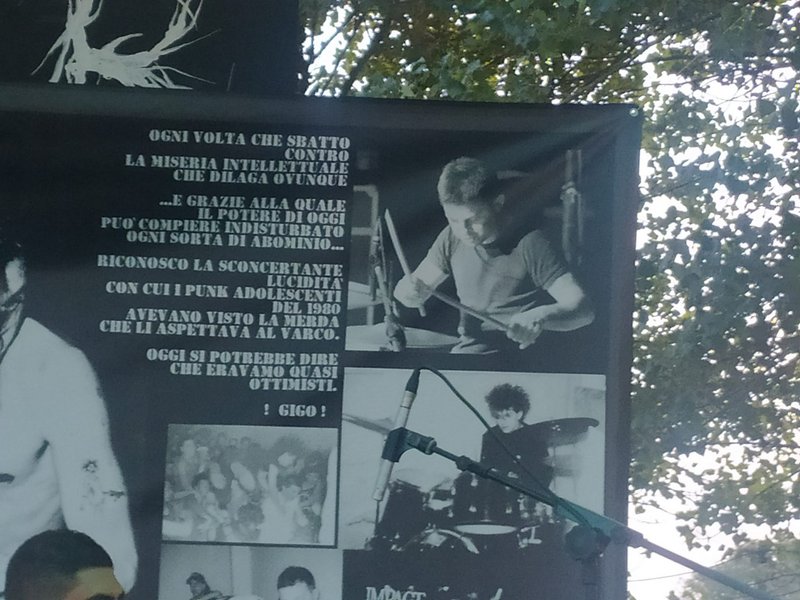 OGNI VOLTA CHE SBATTO
CONTRO
LA MISERIA INTELLETTUALE
CHE DILAGA OVUNQUE
...E GRAZIE ALLA QUALE
IL POTERE DI OGGI
PUO' COMPIERE INDISTURBATO
OGNI SORTA DI ABOMINIO...
RICONOSCO LA SCONCERTANTE
LUCIDITA'
CON CUI I PUNK ADOLESCENTI
DEL 1980
AVEVANO VISTO LA MERDA
CHE LI ASPETTAVA AL VARCO.
OGGI SI POTREBBE DIRE
CHE ERAVAMO QUASI
OTTIMISTI.
! GIGO !
IMPACT